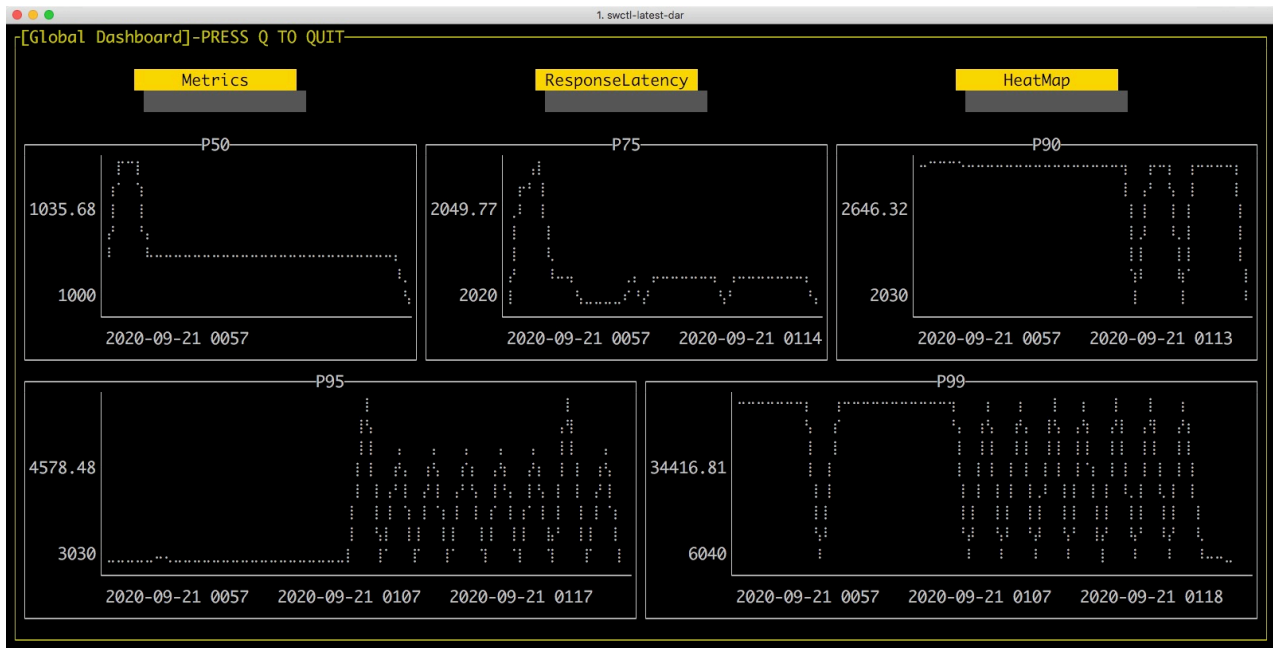 1. swctl-latest-dar
[Global Dashboard]-PRESS Q TO QUIT
Metrics
ResponseLatency
HeatMap
P50
1035.68
1000
2020-09-21 0057
P75
2049.77
2020
2020-09-21 0057 2020-09-21 0114
P90
2646.32
2030
2020-09-21 0057 2020-09-21 0113
P95
4578.48
3030
2020-09-21 0057 2020-09-21 0107 2020-09-21 0117
P99
34416.81
6040
2020-09-21 0057 2020-09-21 0107 2020-09-21 0118